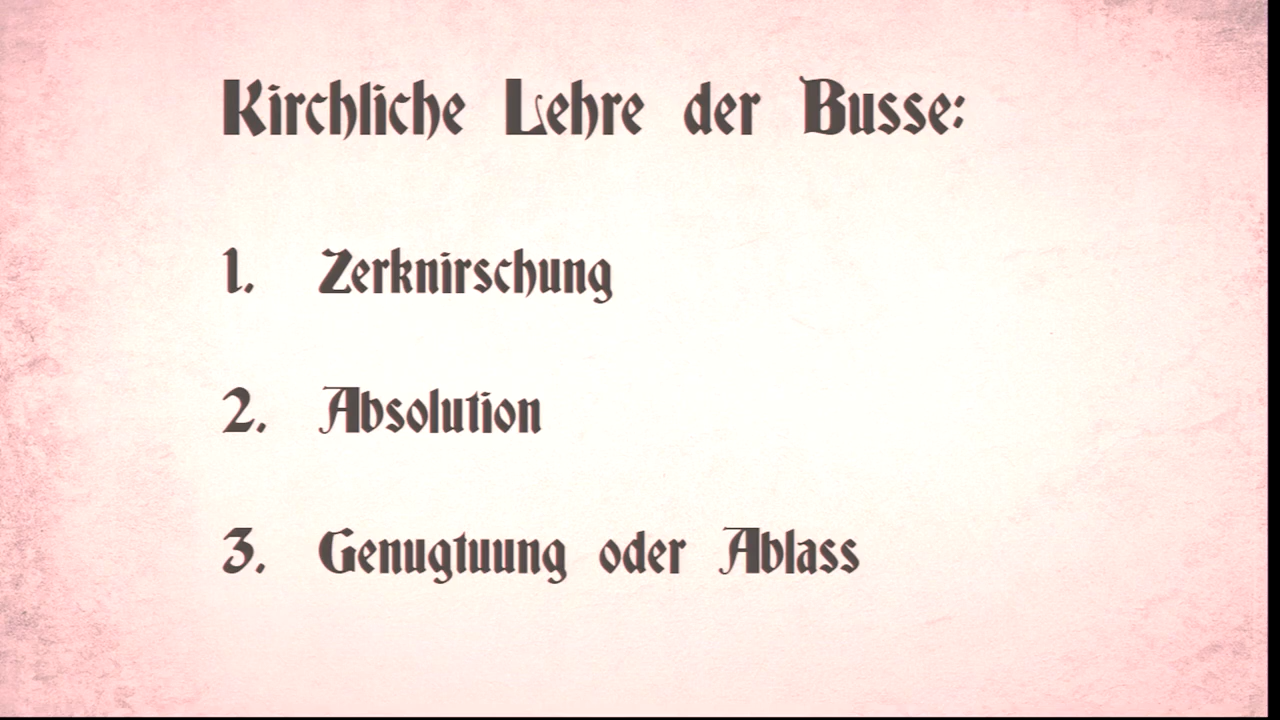 Kirchliche Lehre der Busse:
1. Zerknirschung
2. Absolution
3. Genugtuung oder Ablass